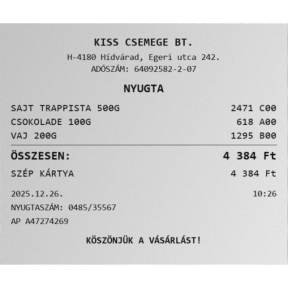 KISS CSEMEGE BT.
H-4180 Hídvárad, Egeri utca 242.
ADÓSZÁM: 64092582-2-07
NYUGTA
SAJT TRAPPISTA 500G 2471 C00
CSOKOLADE 100G 618 A00
VAJ 200G 1295 B00
ÖSSZESEN: 4 384 Ft
SZÉP KÁRTYA 4 384 Ft
2025.12.26. 10:26
NYUGTASZÁM: 0485/35567
AP A47274269
KÖSZÖNJÜK A VÁSÁRLÁST!